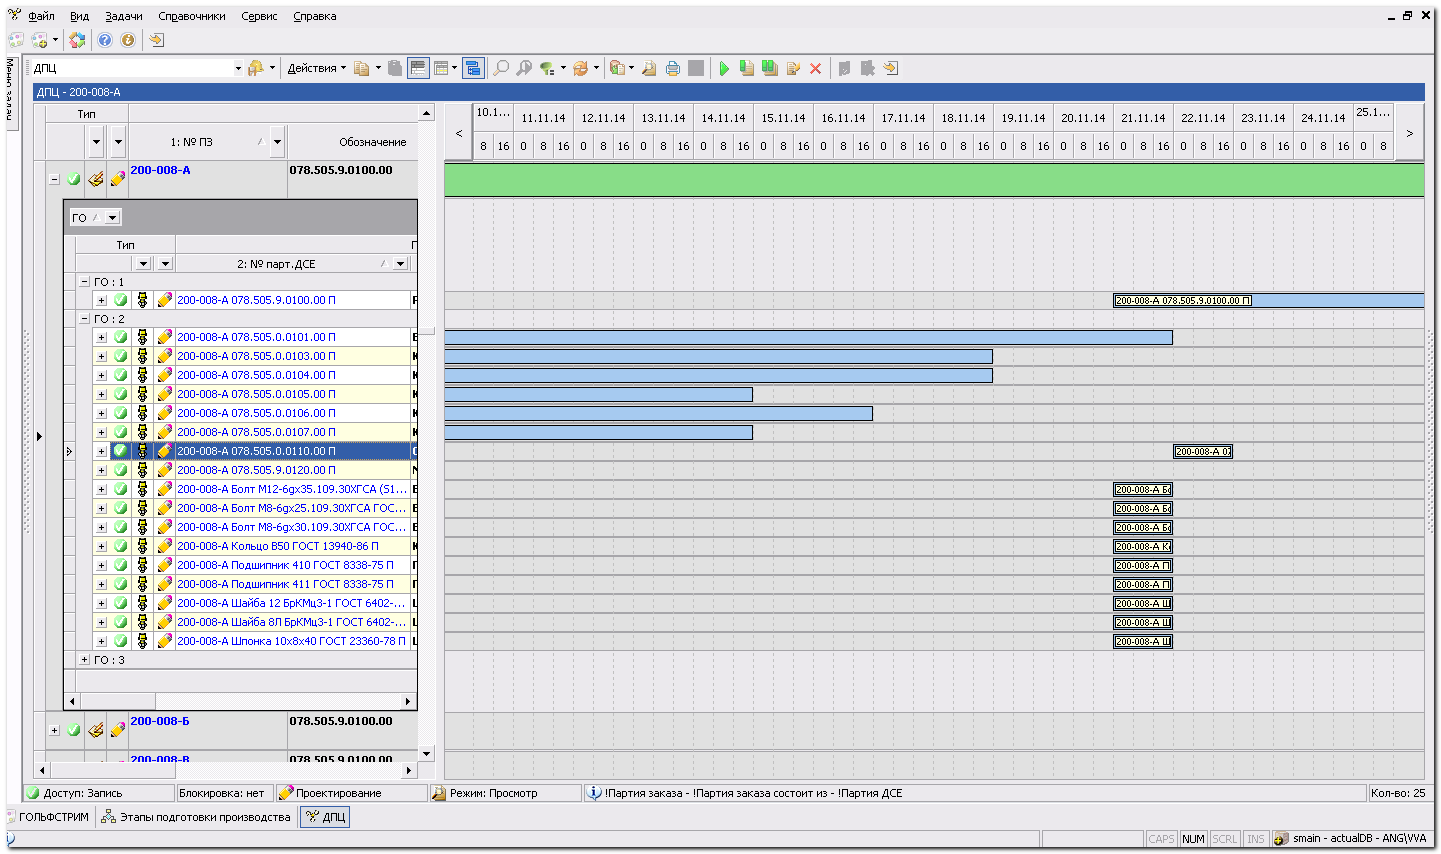 Файл Вид Задачи Справочники Сервис Справка
ДПЦ Действия
ДПЦ - 200-008-А
Тип
1: № ПЗ Обозначение
< 10.1... 11.11.14 12.11.14 13.11.14 14.11.14 15.11.14 16.11.14 17.11.14 18.11.14 19.11.14 20.11.14 21.11.14 22.11.14 23.11.14 24.11.14 25.1... >
8 16 0 8 16 0 8 16 0 8 16 0 8 16 0 8 16 0 8 16 0 8 16 0 8 16 0 8 16 0 8 16 0 8 16 0 8 16 0 8 16 0 8 16 0 8
200-008-А 078.505.9.0100.00
ГО
Тип
2: № парт.ДСЕ
ГО : 1
200-008-А 078.505.9.0100.00 П
200-008-А 078.505.9.0100.00 П
ГО : 2
200-008-А 078.505.0.0101.00 П
200-008-А 078.505.0.0103.00 П
200-008-А 078.505.0.0104.00 П
200-008-А 078.505.0.0105.00 П
200-008-А 078.505.0.0106.00 П
200-008-А 078.505.0.0107.00 П
200-008-А 078.505.0.0110.00 П
200-008-А 07
200-008-А 078.505.9.0120.00 П
200-008-А Болт М12-6gх35.109.30ХГСА (S1...
200-008-А Бо
200-008-А Болт М8-6gх25.109.30ХГСА ГОС...
200-008-А Бо
200-008-А Болт М8-6gх30.109.30ХГСА ГОС...
200-008-А Бо
200-008-А Кольцо В50 ГОСТ 13940-86 П
200-008-А Ко
200-008-А Подшипник 410 ГОСТ 8338-75 П
200-008-А П
200-008-А Подшипник 411 ГОСТ 8338-75 П
200-008-А П
200-008-А Шайба 12 БрКМц3-1 ГОСТ 6402-...
200-008-А Ш
200-008-А Шайба 8Л БрКМц3-1 ГОСТ 6402-...
200-008-А Ш
200-008-А Шпонка 10х8х40 ГОСТ 23360-78 П
200-008-А Ш
ГО : 3
200-008-Б 078.505.9.0100.00
200-008-В 078.505.9.0100.00
Доступ: Запись Блокировка: нет Проектирование Режим: Просмотр !Партия заказа - !Партия заказа состоит из - !Партия ДСЕ Кол-во: 25
ГОЛЬФСТРИМ Этапы подготовки производства ДПЦ
CAPS NUM SCRL INS smain - actualDB - ANG\VVA